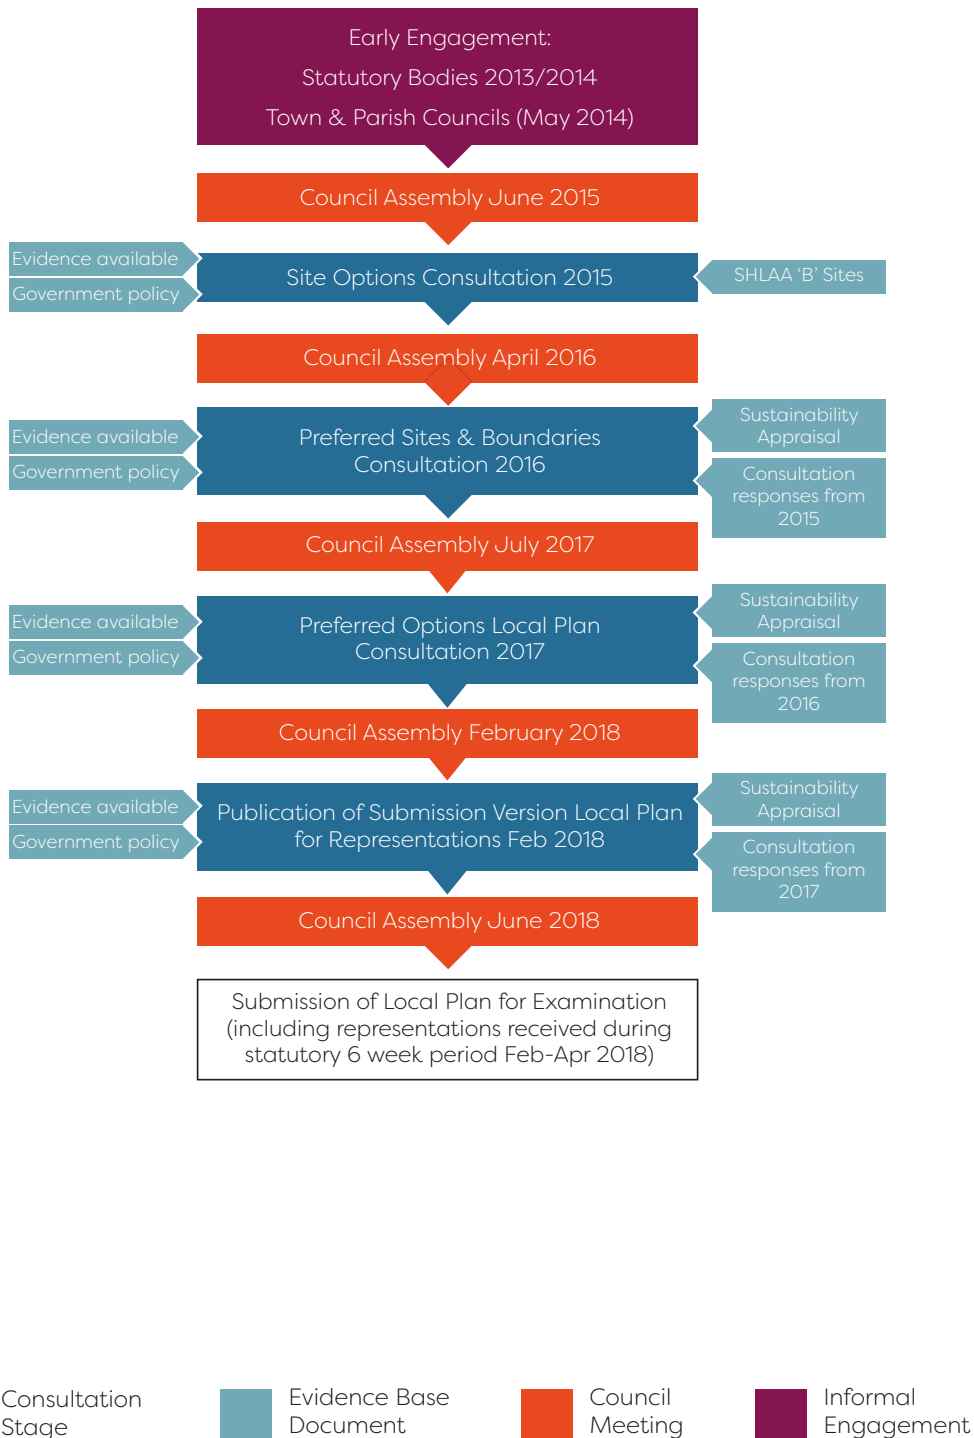 Early Engagement:
Statutory Bodies 2013/2014
Town & Parish Councils (May 2014)
Council Assembly June 2015
Evidence available
Government policy
Site Options Consultation 2015
SHLAA ‘B’ Sites
Council Assembly April 2016
Evidence available
Government policy
Preferred Sites & Boundaries
Consultation 2016
Sustainability
Appraisal
Consultation
responses from
2015
Council Assembly July 2017
Evidence available
Government policy
Preferred Options Local Plan
Consultation 2017
Sustainability
Appraisal
Consultation
responses from
2016
Council Assembly February 2018
Evidence available
Government policy
Publication of Submission Version Local Plan
for Representations Feb 2018
Sustainability
Appraisal
Consultation
responses from
2017
Council Assembly June 2018
Submission of Local Plan for Examination
(including representations received during
statutory 6 week period Feb-Apr 2018)
Consultation
Stage
Evidence Base
Document
Council
Meeting
Informal
Engagement